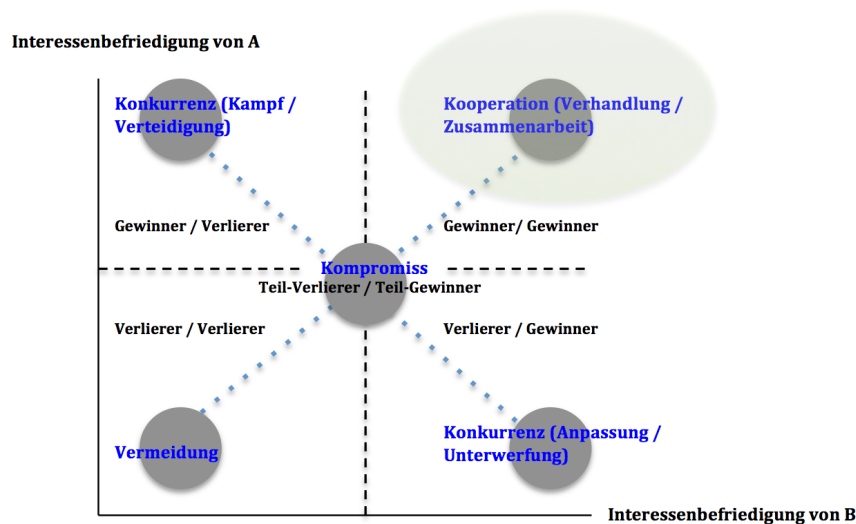 Interessenbefriedigung von A
Konkurrenz (Kampf /
Verteidigung)
Kooperation (Verhandlung /
Zusammenarbeit)
Gewinner / Verlierer
Gewinner/ Gewinner
Kompromiss
Teil-Verlierer / Teil-Gewinner
Verlierer / Verlierer
Verlierer / Gewinner
Vermeidung
Konkurrenz (Anpassung /
Unterwerfung)
Interessenbefriedigung von B